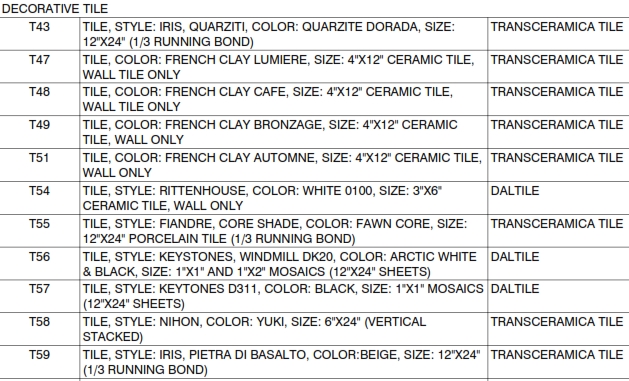 DECORATIVE TILE
T43 TILE, STYLE: IRIS, QUARZITI, COLOR: QUARZITE DORADA, SIZE: TRANSCERAMICA TILE
12"X24" (1/3 RUNNING BOND)
T47 TILE, COLOR: FRENCH CLAY LUMIERE, SIZE: 4"X12" CERAMIC TILE, TRANSCERAMICA TILE
WALL TILE ONLY
T48 TILE, COLOR: FRENCH CLAY CAFE, SIZE: 4"X12" CERAMIC TILE, TRANSCERAMICA TILE
WALL TILE ONLY
T49 TILE, COLOR: FRENCH CLAY BRONZAGE, SIZE: 4"X12" CERAMIC TRANSCERAMICA TILE
TILE, WALL ONLY
T51 TILE, COLOR: FRENCH CLAY AUTOMNE, SIZE: 4"X12" CERAMIC TILE, TRANSCERAMICA TILE
WALL ONLY
T54 TILE, STYLE: RITTENHOUSE, COLOR: WHITE 0100, SIZE: 3"X6" DALTILE
CERAMIC TILE, WALL ONLY
T55 TILE, STYLE: FIANDRE, CORE SHADE, COLOR: FAWN CORE, SIZE: TRANSCERAMICA TILE
12"X24" PORCELAIN TILE (1/3 RUNNING BOND)
T56 TILE, STYLE: KEYSTONES, WINDMILL DK20, COLOR: ARCTIC WHITE DALTILE
& BLACK, SIZE: 1"X1" AND 1"X2" MOSAICS (12"X24" SHEETS)
T57 TILE, STYLE: KEYTONES D311, COLOR: BLACK, SIZE: 1"X1" MOSAICS DALTILE
(12"X24" SHEETS)
T58 TILE, STYLE: NIHON, COLOR: YUKI, SIZE: 6"X24" (VERTICAL TRANSCERAMICA TILE
STACKED)
T59 TILE, STYLE: IRIS, PIETRA DI BASALTO, COLOR:BEIGE, SIZE: 12"X24" TRANSCERAMICA TILE
(1/3 RUNNING BOND)